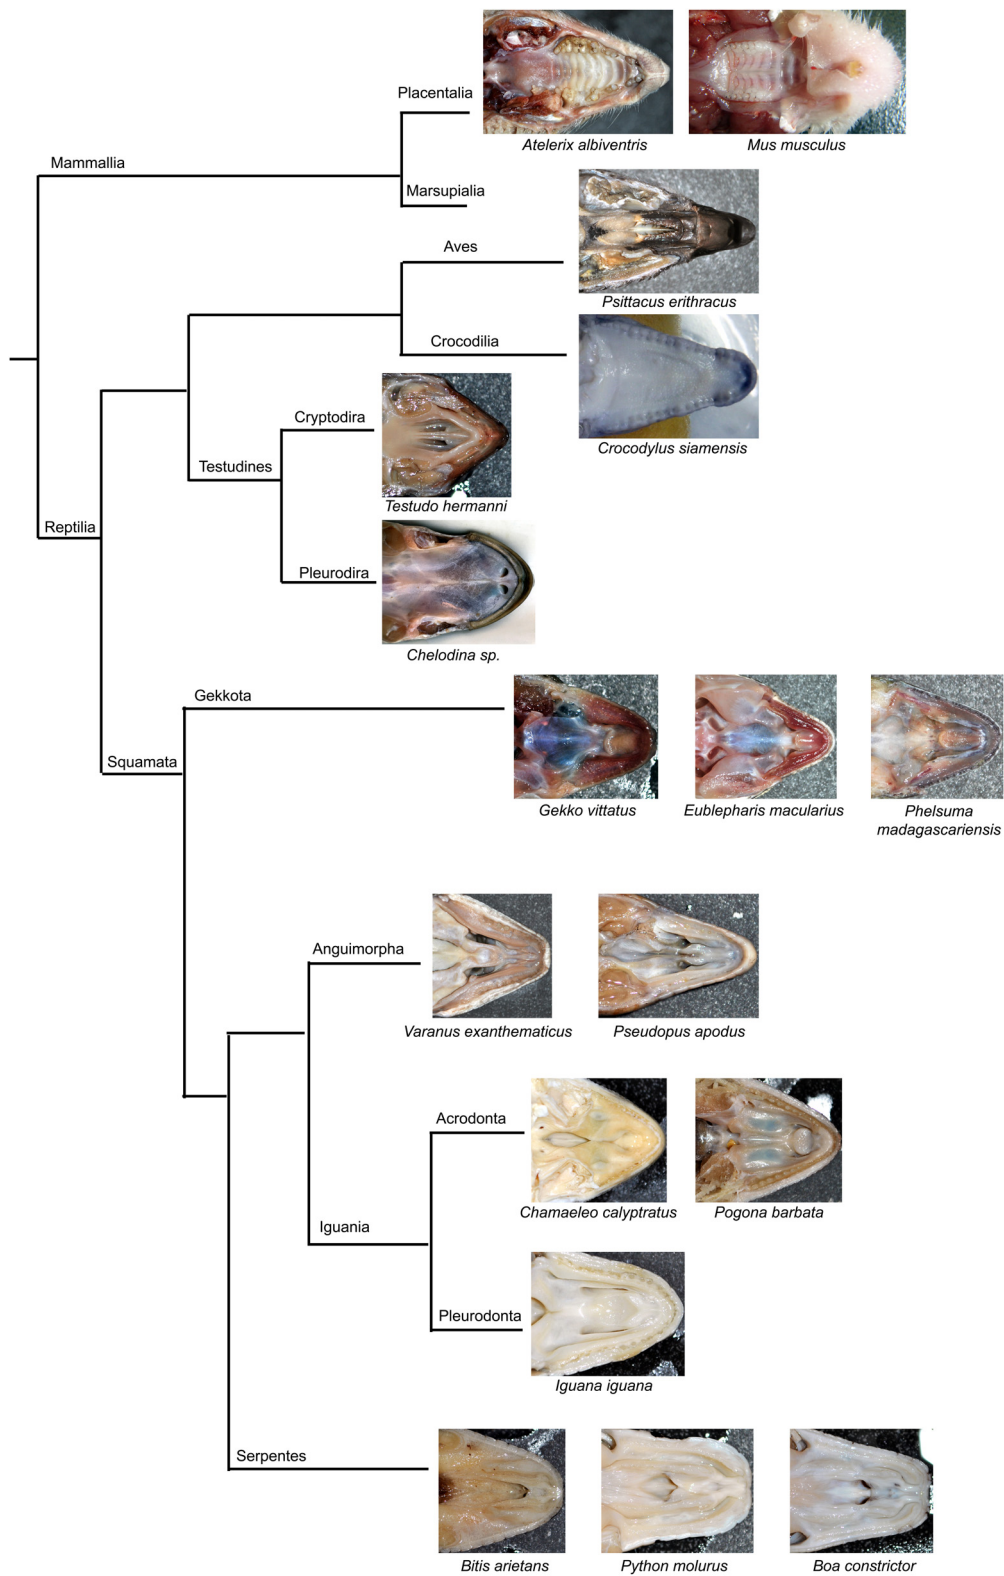 Placentalia
Atelerix albiventris
Mus musculus
Mammallia
Marsupialia
Aves
Psittacus erithracus
Crocodilia
Cryptodira
Crocodylus siamensis
Testudines
Testudo hermanni
Reptilia
Pleurodira
Chelodina sp.
Gekkota
Squamata
Gekko vittatus
Eublepharis macularius
Phelsuma
madagascariensis
Anguimorpha
Varanus exanthematicus
Pseudopus apodus
Acrodonta
Chamaeleo calyptratus
Pogona barbata
Iguania
Pleurodonta
Iguana iguana
Serpentes
Bitis arietans
Python molurus
Boa constrictor